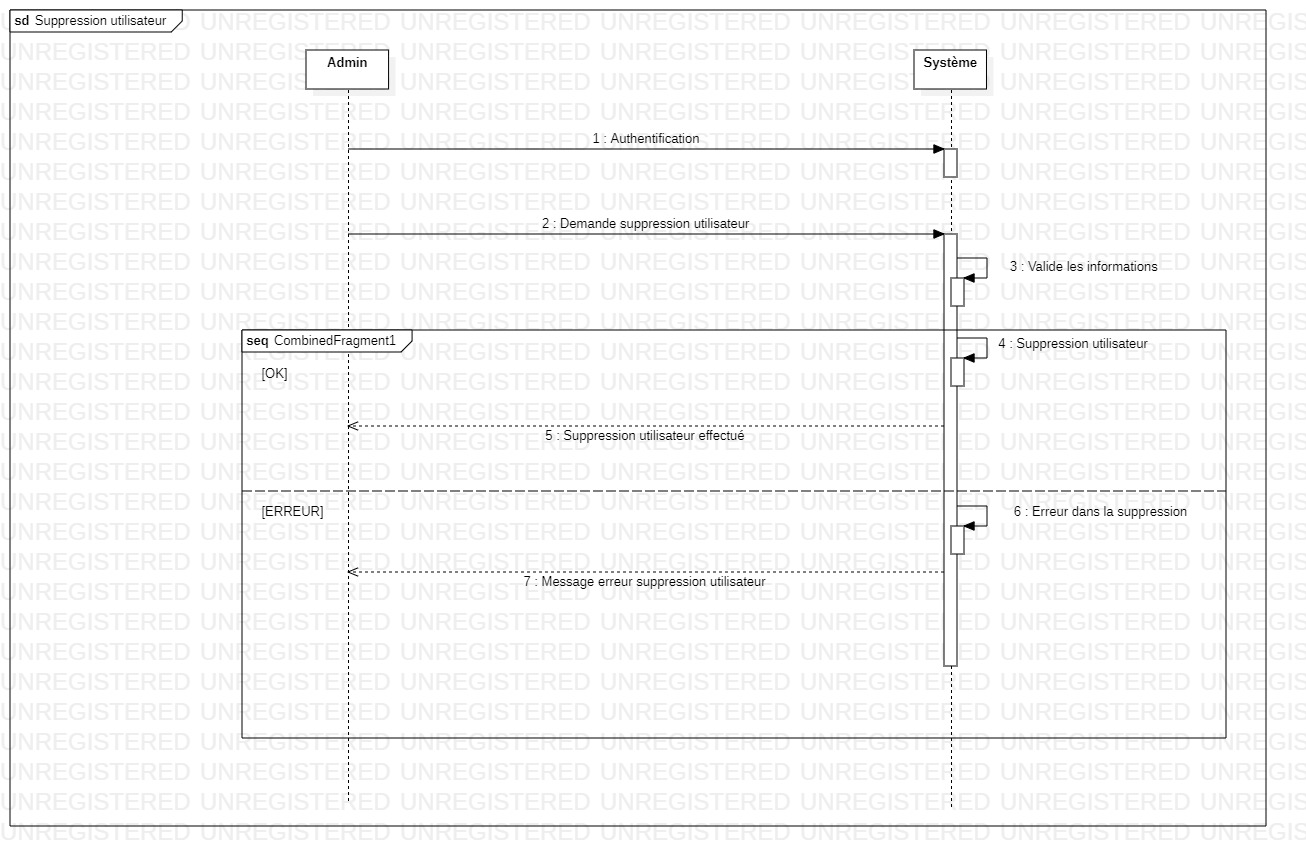 sd Suppression utilisateur
Admin
Système
1 : Authentification
2 : Demande suppression utilisateur
3 : Valide les informations
seq CombinedFragment1
4 : Suppression utilisateur
[OK]
5 : Suppression utilisateur effectué
[ERREUR]
6 : Erreur dans la suppression
7 : Message erreur suppression utilisateur
UNREGISTERED